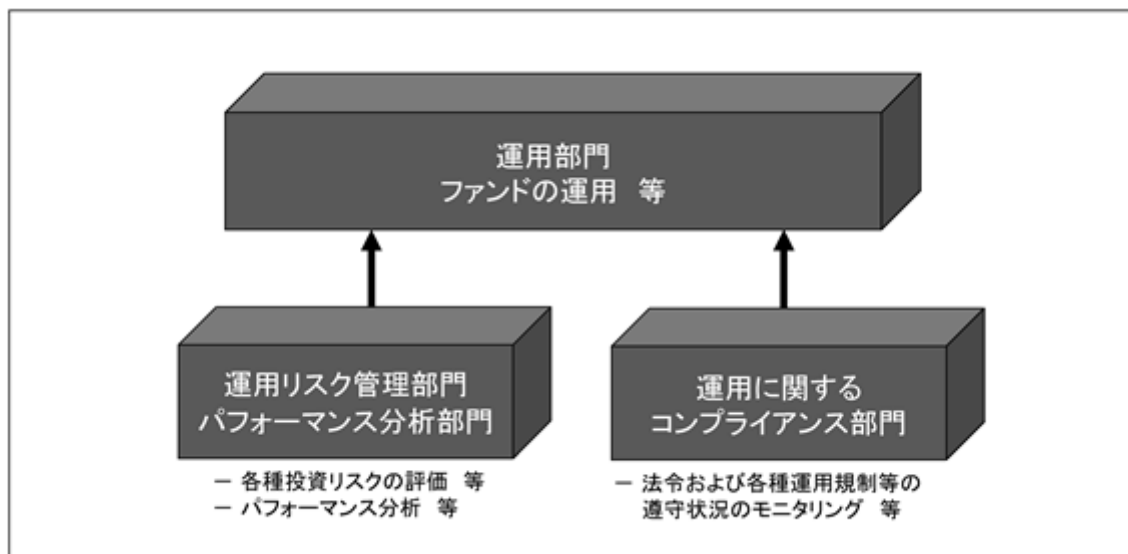 運用部門
ファンドの運用 等
運用リスク管理部門
パフォーマンス分析部門
－ 各種投資リスクの評価 等
－ パフォーマンス分析 等
運用に関する
コンプライアンス部門
－ 法令および各種運用規制等の
遵守状況のモニタリング 等